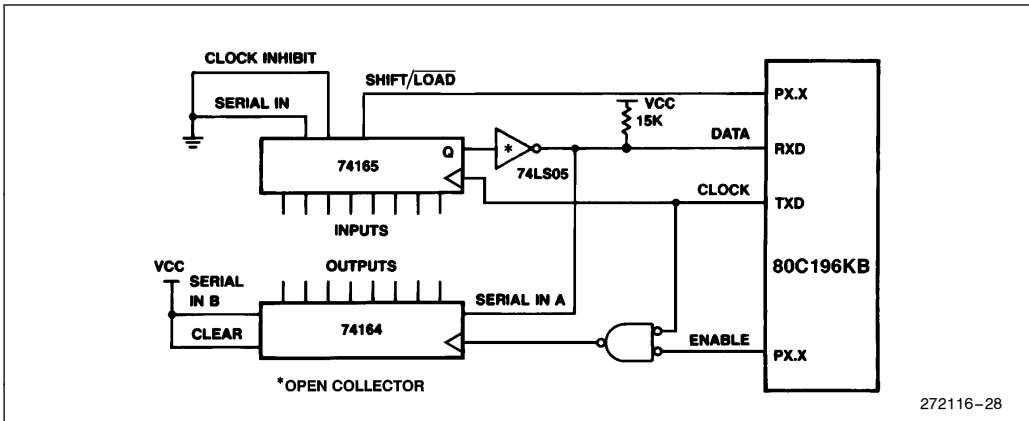 CLOCK INHIBIT
SHIFT/LOAD
SERIAL IN
VCC
15K
PX.X
DATA
RXD
Q
*
74165
74LS05
CLOCK
TXD
INPUTS
80C196KB
OUTPUTS
VCC
SERIAL
IN B
SERIAL IN A
74164
CLEAR
ENABLE
PX.X
*OPEN COLLECTOR
272116-28